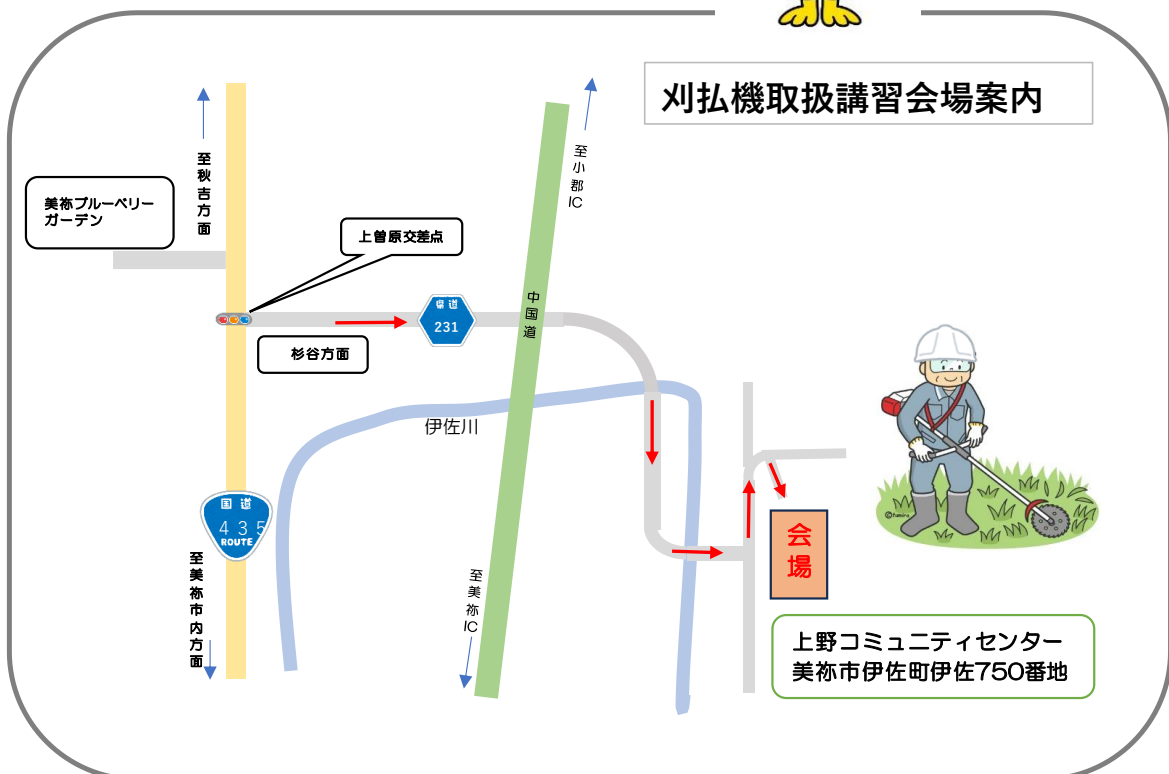 刈払機取扱講習会場案内
至秋吉方面
至小郡IC
美祢ブルーベリー
ガーデン
上曽原交差点
県道
231
中国道
杉谷方面
伊佐川
国道
435
ROUTE
会場
至美祢市内方面
至美祢IC
上野コミュニティセンター
美祢市伊佐町伊佐750番地